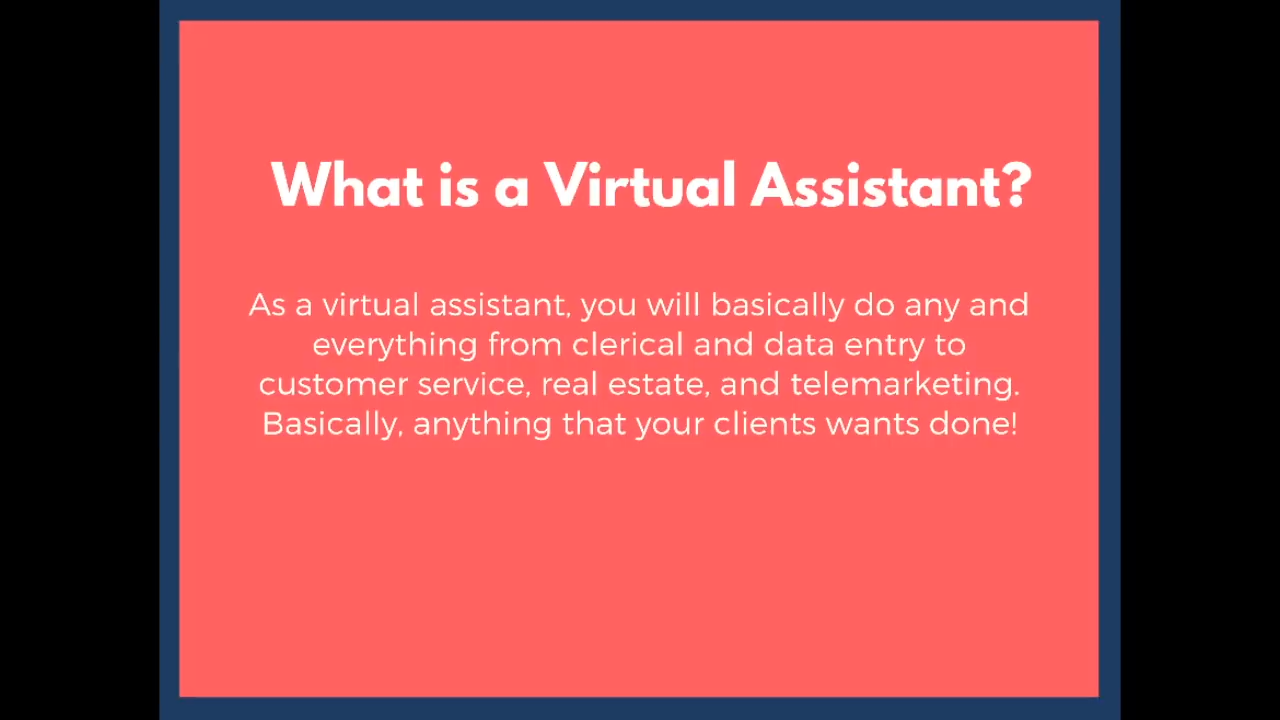 What is a Virtual Assistant?
As a virtual assistant, you will basically do any and
everything from clerical and data entry to
customer service, real estate, and telemarketing.
Basically, anything that your clients wants done!